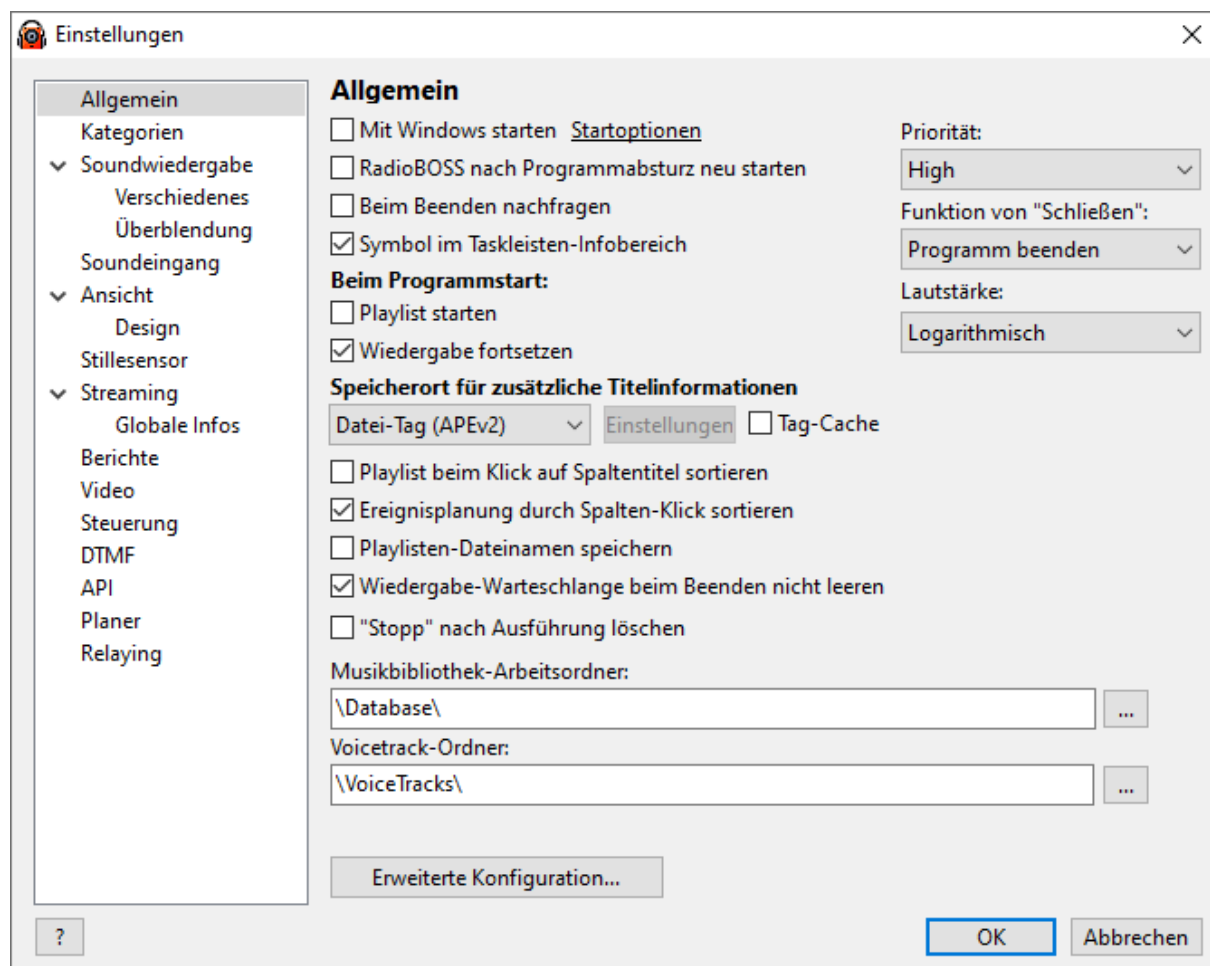 Einstellungen
Allgemein
Kategorien
Soundwiedergabe
Verschiedenes
Überblendung
Soundeingang
Ansicht
Design
Stillesensor
Streaming
Globale Infos
Berichte
Video
Steuerung
DTMF
API
Planer
Relaying
Allgemein
Mit Windows starten Startoptionen
RadioBOSS nach Programmabsturz neu starten
Beim Beenden nachfragen
Symbol im Taskleisten-Infobereich
Priorität:
High
Funktion von "Schließen":
Programm beenden
Lautstärke:
Logarithmisch
Beim Programmstart:
Playlist starten
Wiedergabe fortsetzen
Speicherort für zusätzliche Titelinformationen
Datei-Tag (APEv2) Einstellungen Tag-Cache
Playlist beim Klick auf Spaltentitel sortieren
Ereignisplanung durch Spalten-Klick sortieren
Playlisten-Dateinamen speichern
Wiedergabe-Warteschlange beim Beenden nicht leeren
"Stopp" nach Ausführung löschen
Musikbibliothek-Arbeitsordner:
\Database\ ...
Voicetrack-Ordner:
\VoiceTracks\ ...
Erweiterte Konfiguration...
? OK Abbrechen